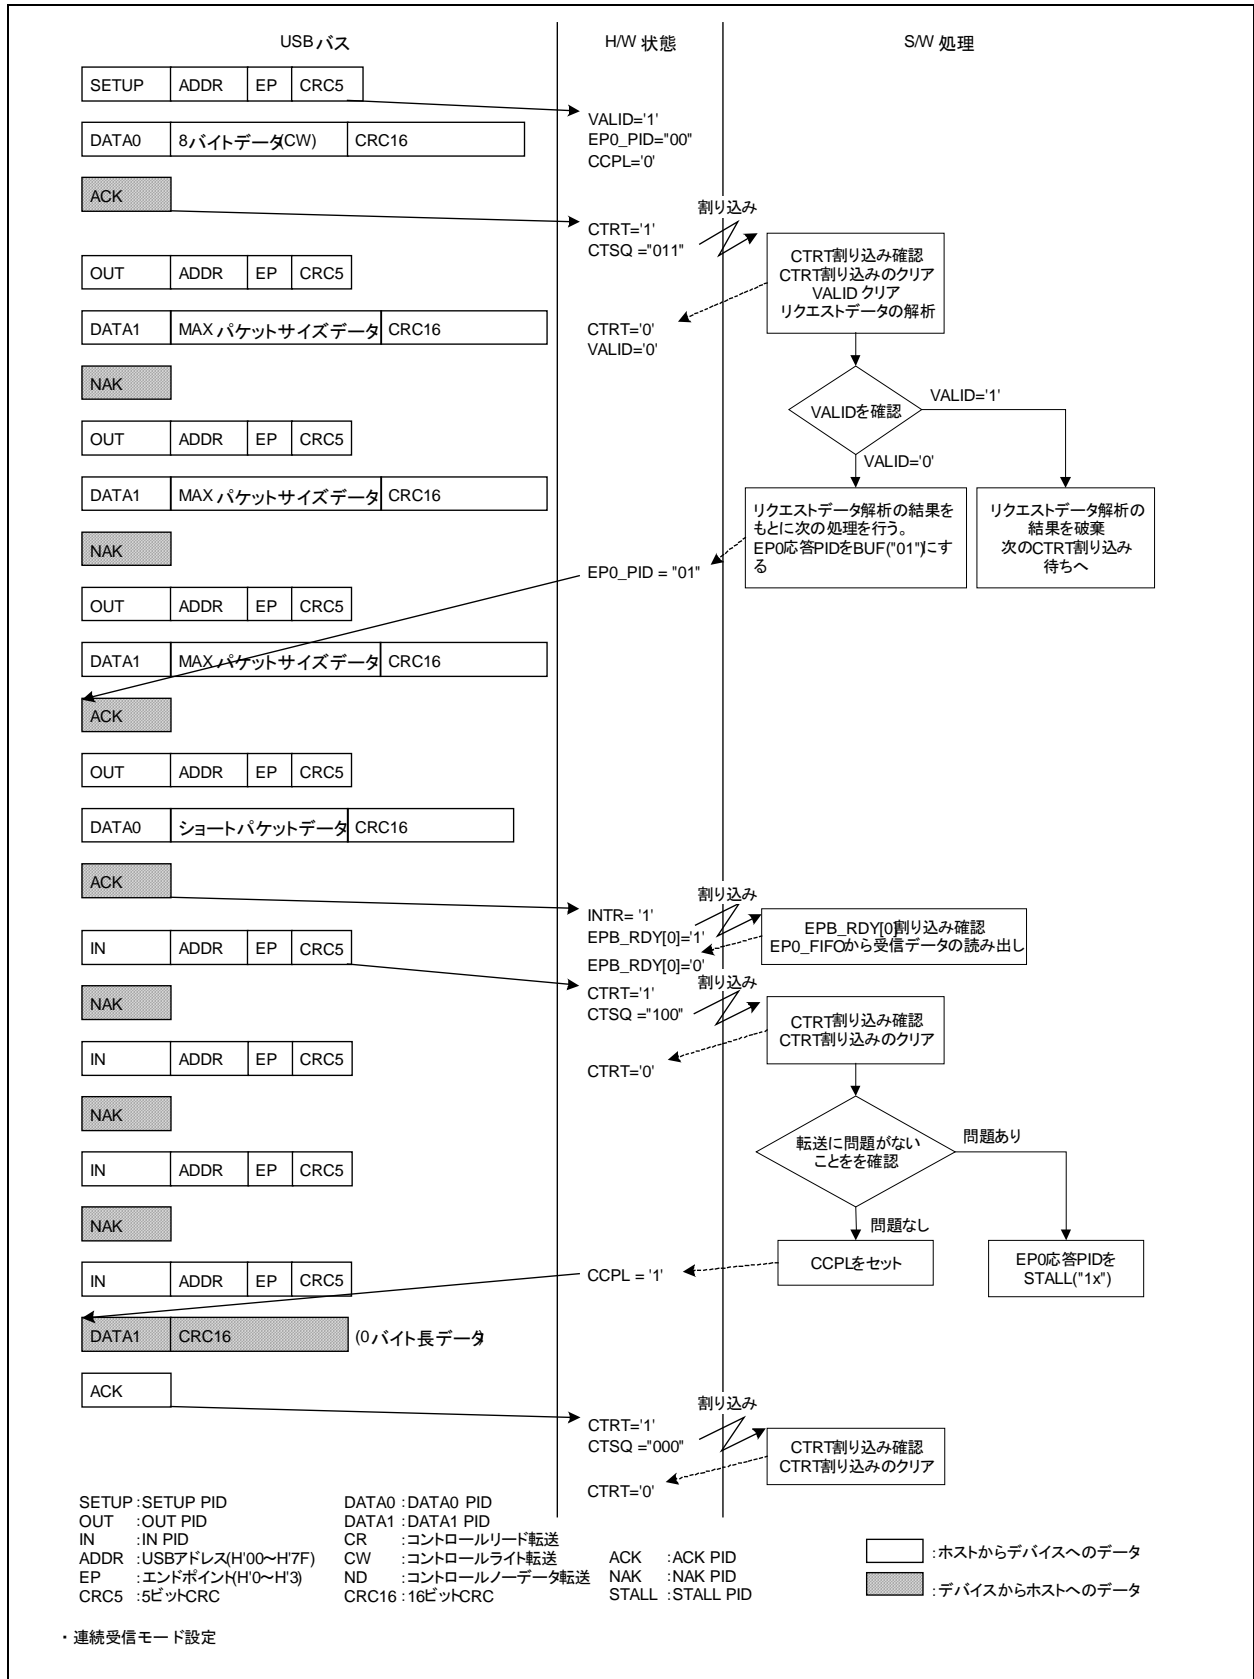 USBバス
H/W 状態
S/W 処理
SETUP ADDR EP CRC5
VALID='1'
EP0_PID="00"
CCPL='0'
DATA0 8バイトデータ(CW) CRC16
ACK
割り込み
CTRT='1'
CTSQ ="011"
CTRT割り込み確認
CTRT割り込みのクリア
VALID クリア
リクエストデータの解析
OUT ADDR EP CRC5
DATA1 MAX パケットサイズデータ CRC16
CTRT='0'
VALID='0'
NAK
VALIDを確認
VALID='1'
VALID='0'
OUT ADDR EP CRC5
DATA1 MAX パケットサイズデータ CRC16
リクエストデータ解析の結果を
もとに次の処理を行う。
EP0応答PIDをBUF("01")にす
る
リクエストデータ解析の
結果を破棄
次のCTRT割り込み
待ちへ
NAK
EP0_PID = "01"
OUT ADDR EP CRC5
DATA1 MAX パケットサイズデータ CRC16
ACK
OUT ADDR EP CRC5
DATA0 ショートパケットデータ CRC16
ACK
割り込み
INTR= '1'
EPB_RDY[0]='1'
EPB_RDY[0]割り込み確認
EP0_FIFOから受信データの読み出し
IN ADDR EP CRC5
EPB_RDY[0]='0'
割り込み
CTRT='1'
CTSQ ="100"
NAK
CTRT割り込み確認
CTRT割り込みのクリア
IN ADDR EP CRC5
CTRT='0'
NAK
転送に問題がない
ことをを確認
問題あり
問題なし
IN ADDR EP CRC5
NAK
CCPLをセット
EP0応答PIDを
STALL("1x")
IN ADDR EP CRC5
CCPL = '1'
DATA1 CRC16 (0バイト長データ)
ACK
割り込み
CTRT='1'
CTSQ ="000"
CTRT割り込み確認
CTRT割り込みのクリア
CTRT='0'
SETUP :SETUP PID
OUT :OUT PID
IN :IN PID
ADDR :USBアドレス(H'00～H'7F)
EP :エンドポイント(H'0～H'3)
CRC5 :5ビットCRC
DATA0 :DATA0 PID
DATA1 :DATA1 PID
CR :コントロールリード転送
CW :コントロールライト転送
ND :コントロールノーデータ転送
CRC16 :16ビットCRC
ACK :ACK PID
NAK :NAK PID
STALL :STALL PID
:ホストからデバイスへのデータ
:デバイスからホストへのデータ
・連続受信モード設定